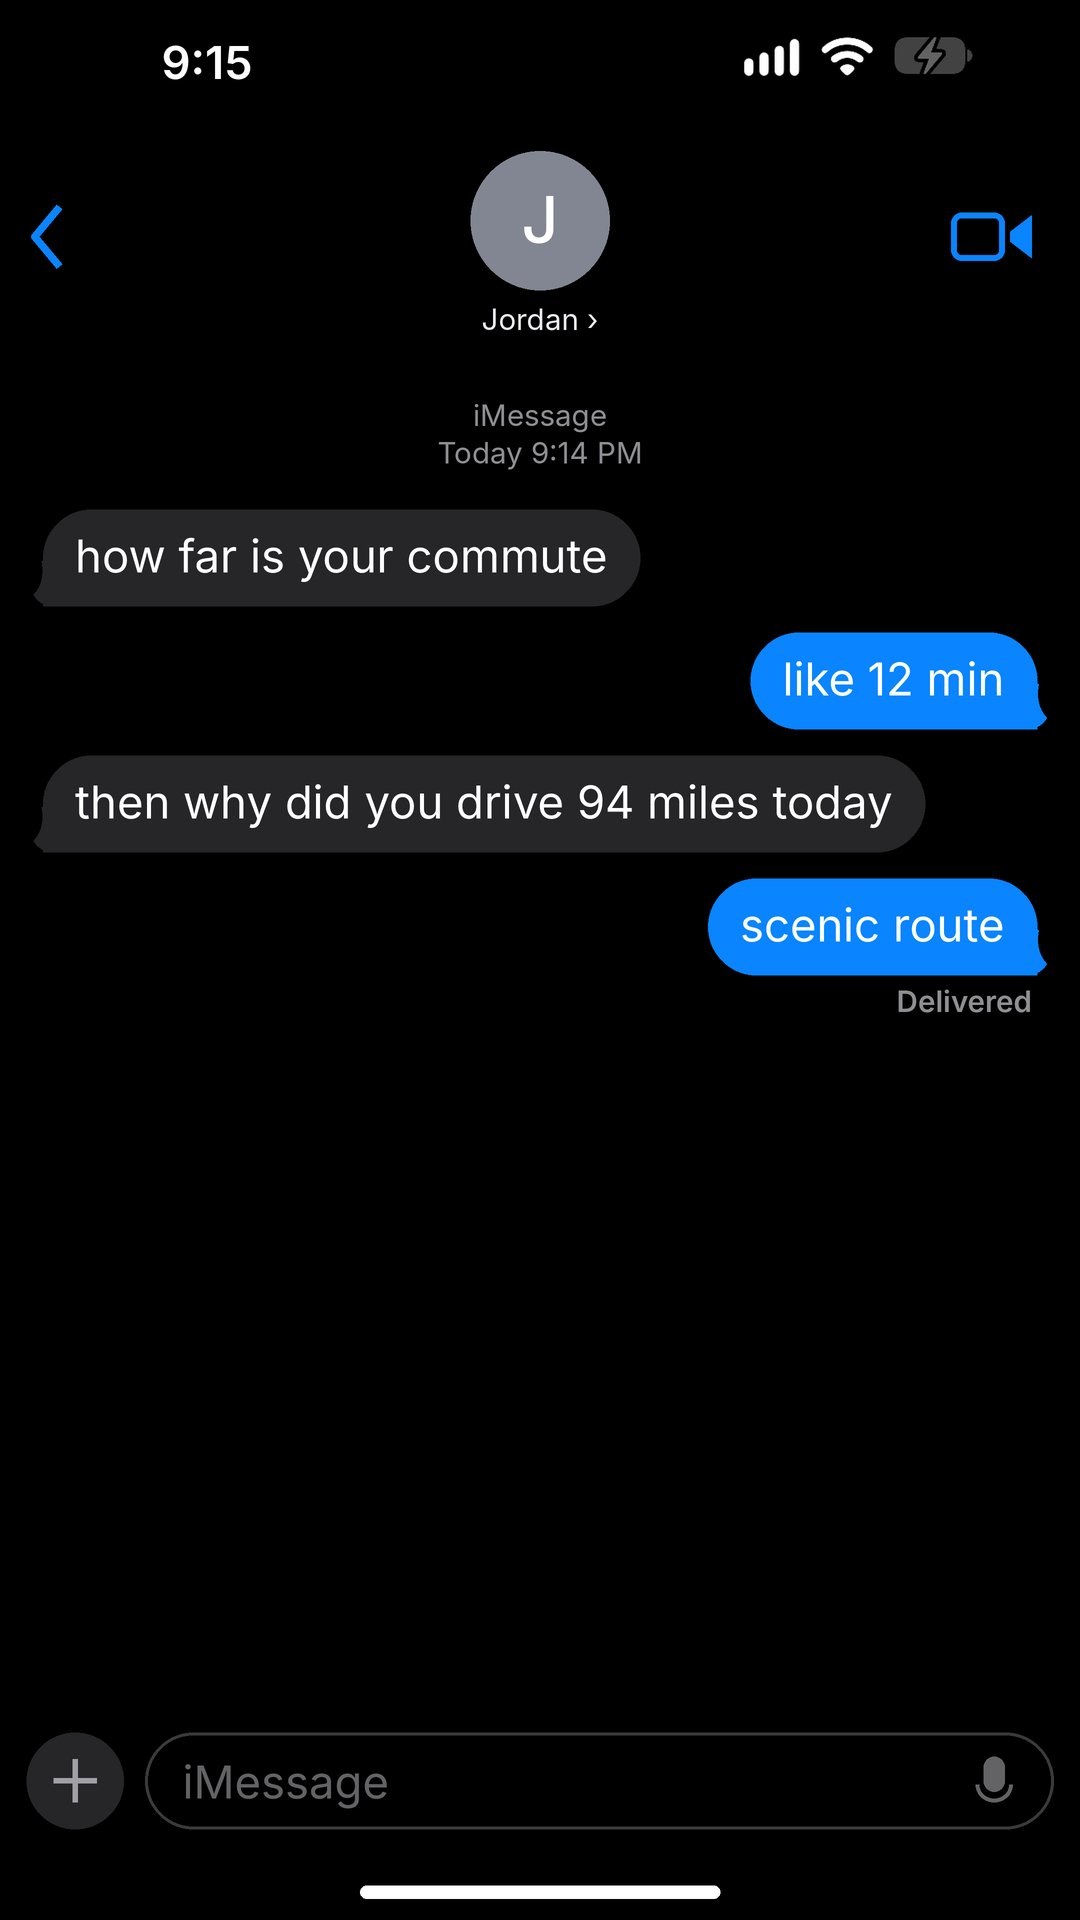 9:15
J
Jordan ›
iMessage
Today 9:14 PM
how far is your commute
like 12 min
then why did you drive 94 miles today
scenic route
Delivered
iMessage